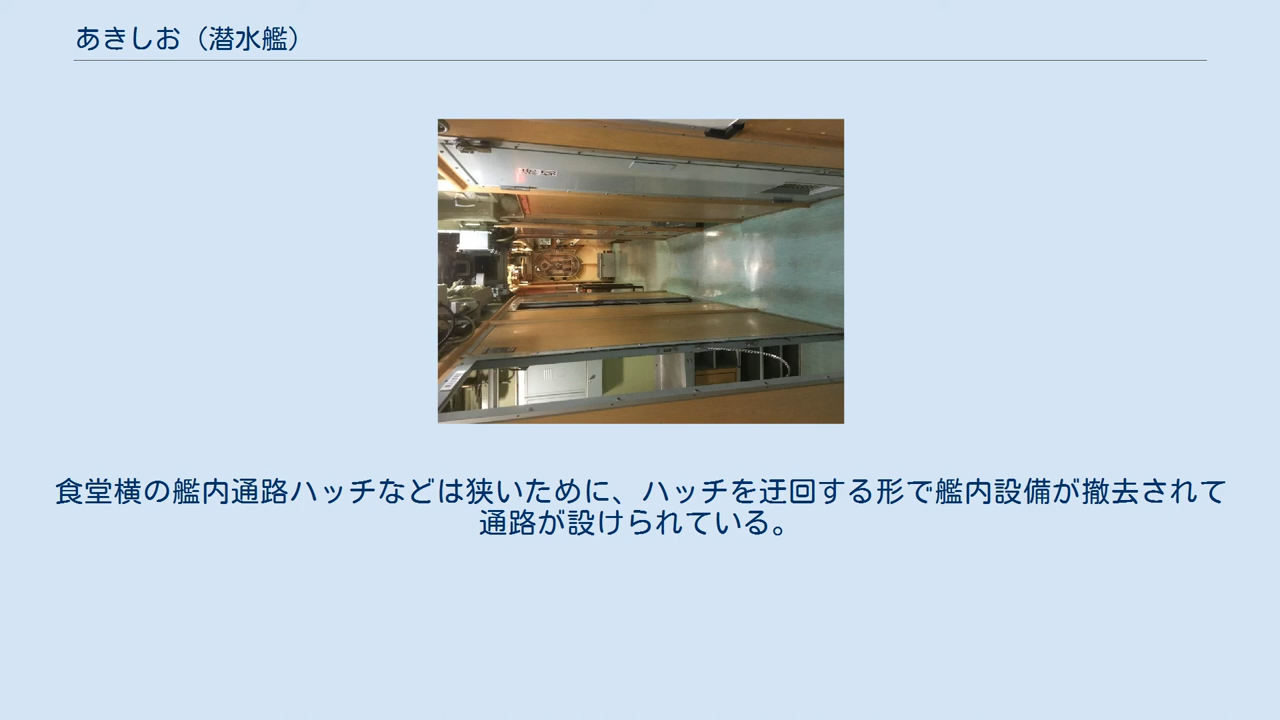 あきしお（潜水艦）
食堂横の艦内通路ハッチなどは狭いために、ハッチを迂回する形で艦内設備が撤去されて
通路が設けられている。